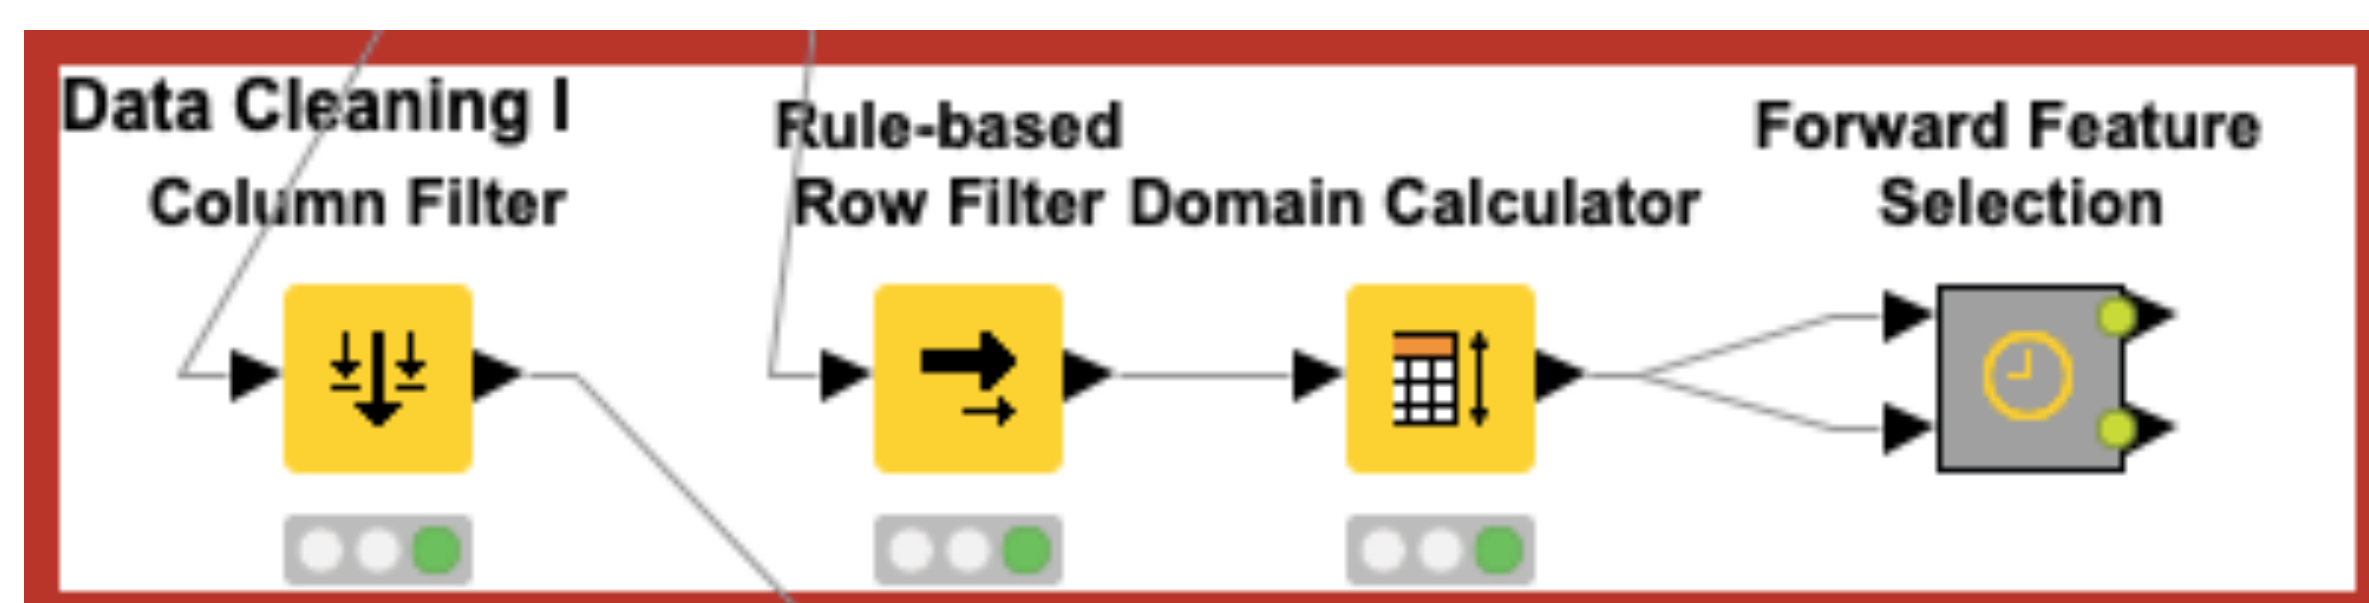 Data Cleaning I
Column Filter
Rule-based
Row Filter
Domain Calculator
Forward Feature
Selection